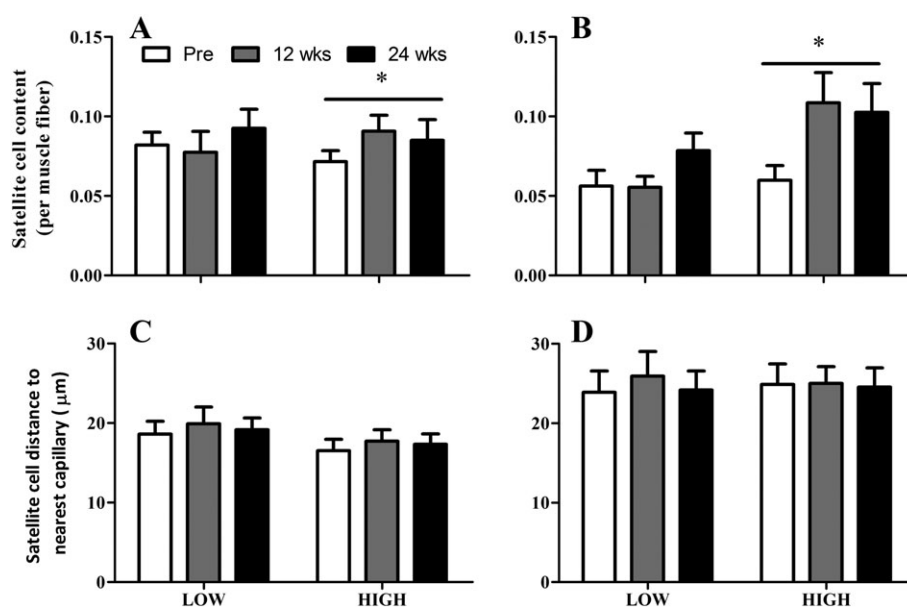 A
B
0.15
0.10
0.05
0.00
Pre
12 wks
24 wks
*
Satellite cell content
(per muscle fiber)
0.15
0.10
0.05
0.00
*
C
D
30
20
10
0
Satellite cell distance to
nearest capillary ( μm)
LOW
HIGH
30
20
10
0
LOW
HIGH